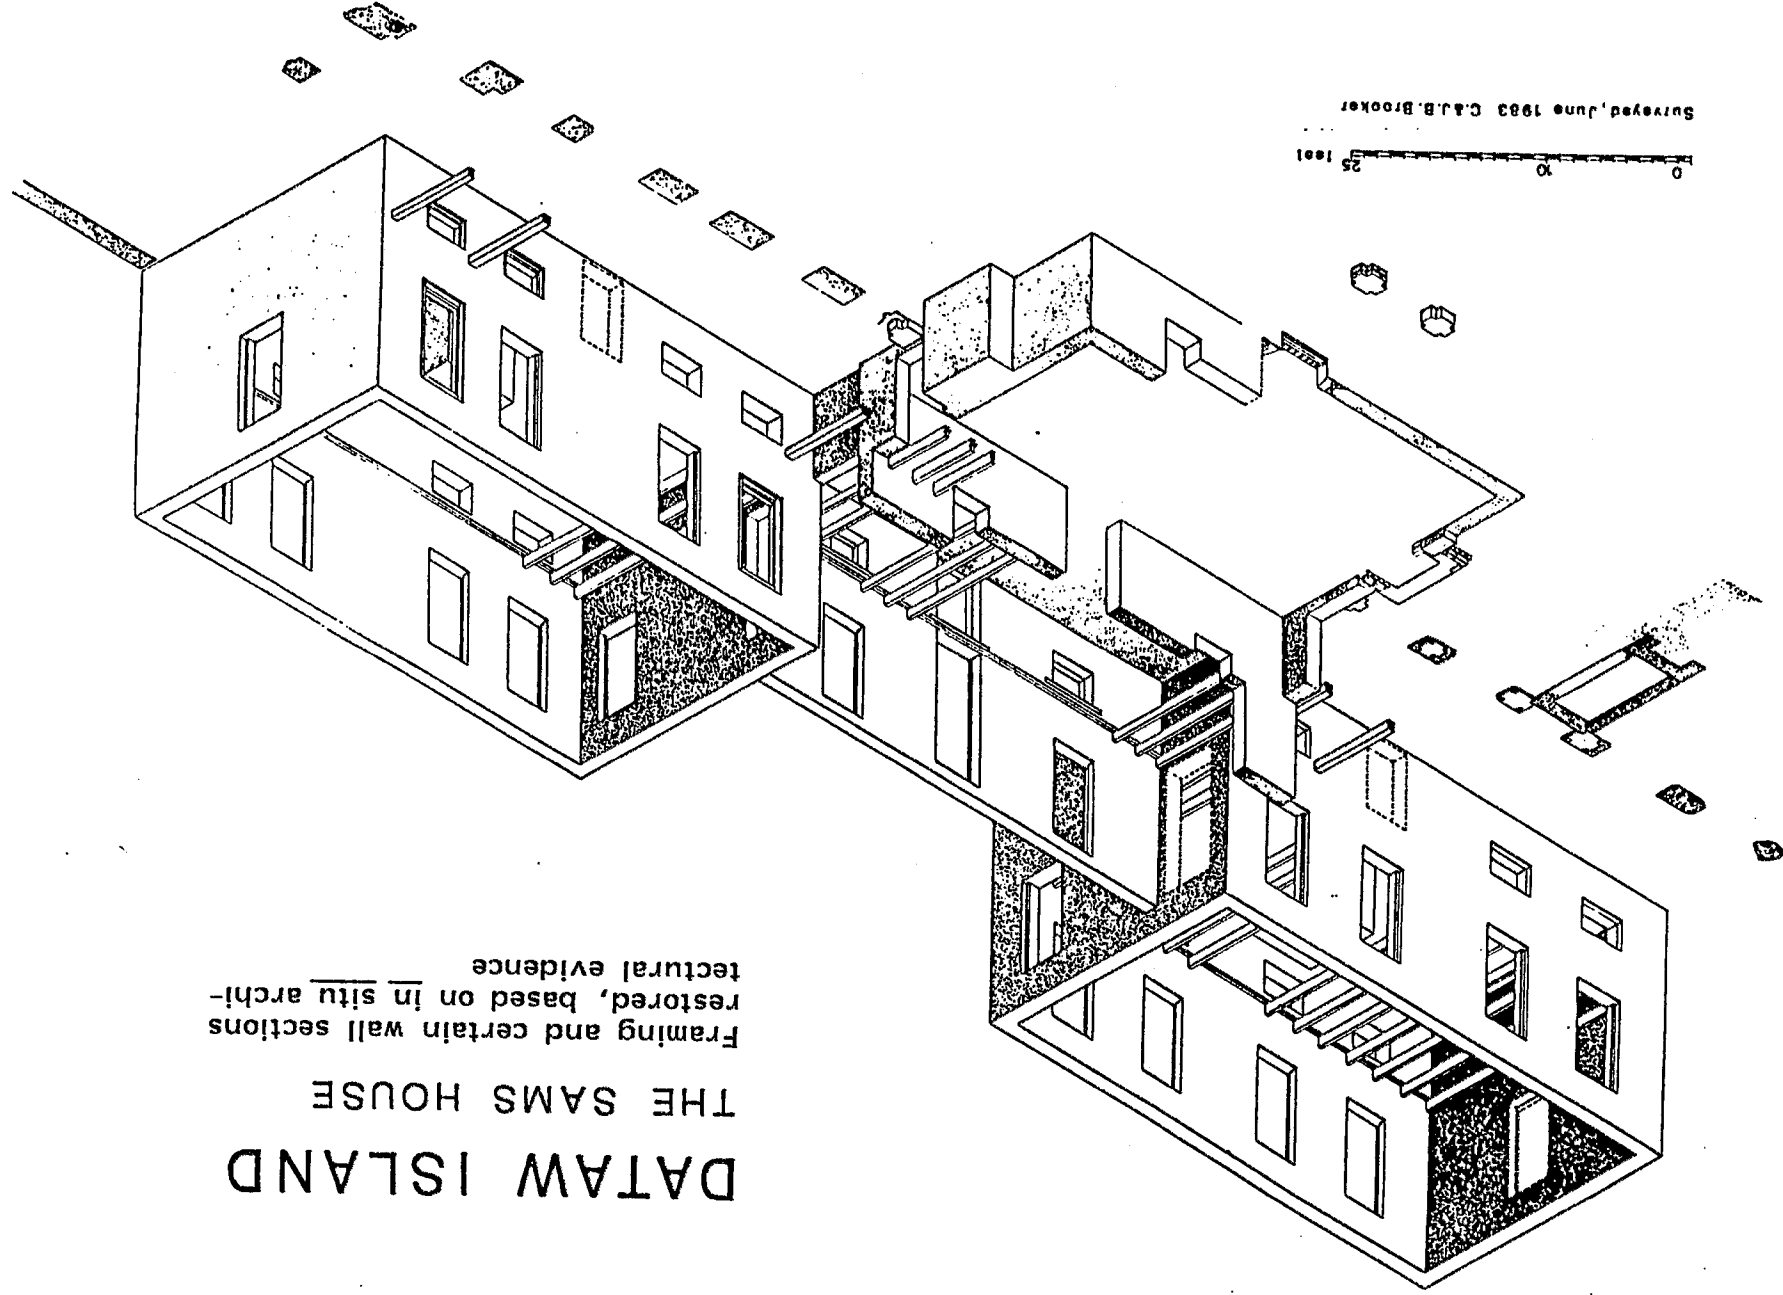 DATAW ISLAND
THE SAMS HOUSE
Framing and certain wall sections
restored, based on in situ archi-
tectural evidence
0 10 25 feet
Surveyed, June 1983 C.&J.B.Brooker